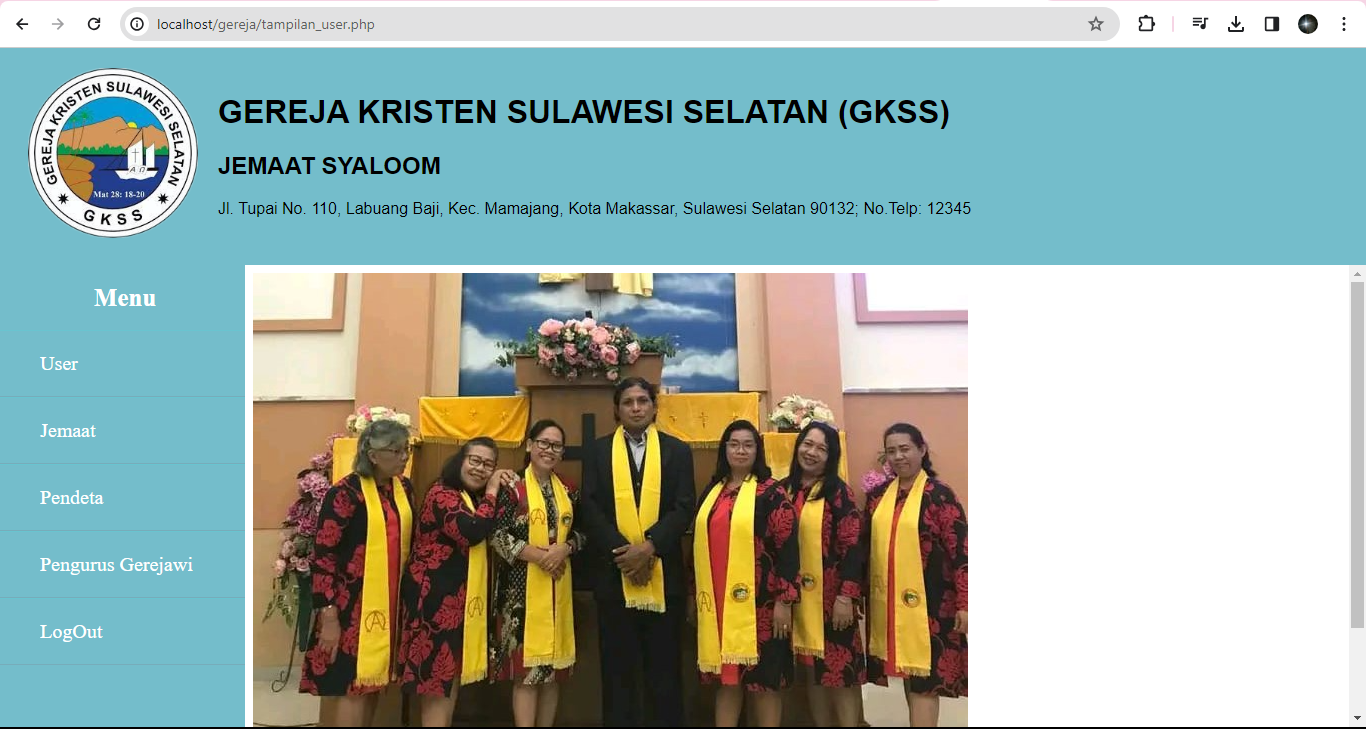 localhost/gereja/tampilan_user.php
GEREJA KRISTEN SULAWESI SELATAN
Mat 28: 18-20
GKSS
GEREJA KRISTEN SULAWESI SELATAN (GKSS)
JEMAAT SYALOOM
Jl. Tupai No. 110, Labuang Baji, Kec. Mamajang, Kota Makassar, Sulawesi Selatan 90132; No.Telp: 12345
Menu
User
Jemaat
Pendeta
Pengurus Gerejawi
LogOut